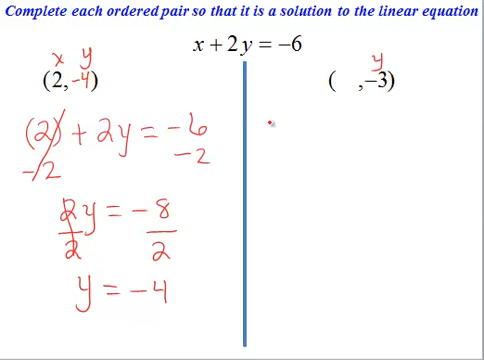 Complete each ordered pair so that it is a solution to the linear equation
x + 2y = −6
x y
(2,-4)
(2) + 2y = -6
-2 -2
2y = -8
2 2
y = -4
y
( ,−3)